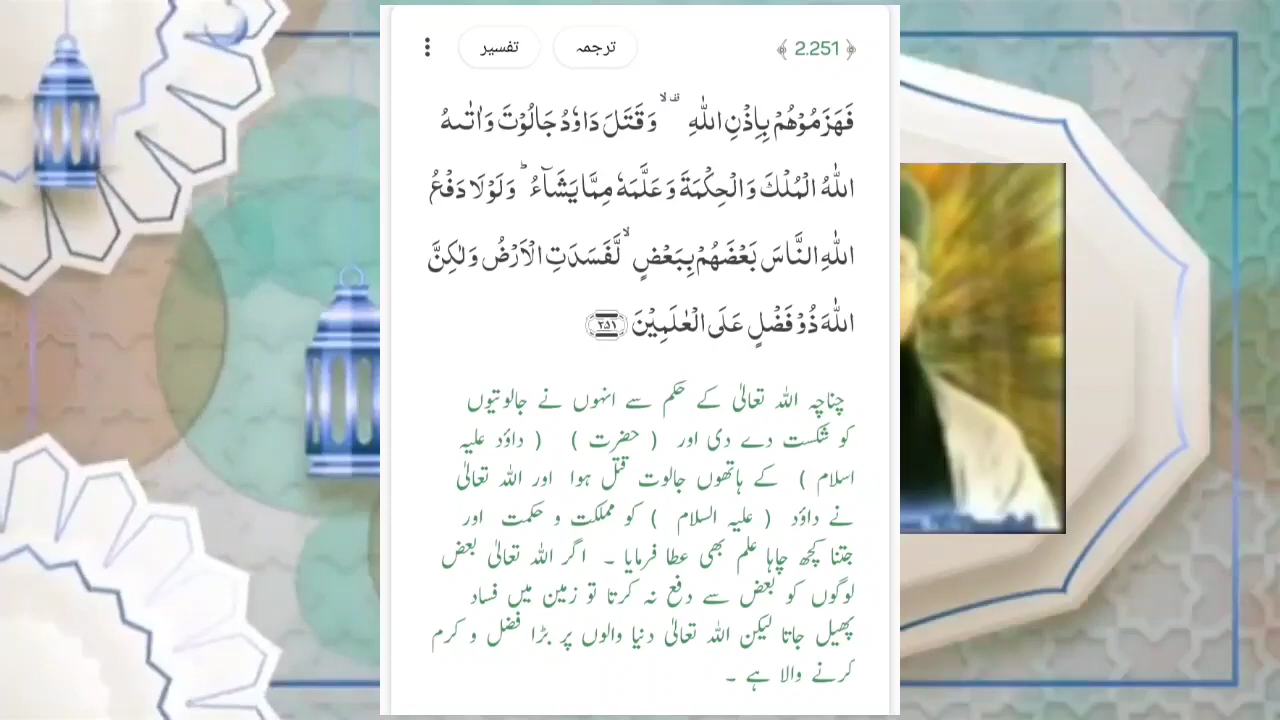 ﴾ 2.251 ﴿ ترجمہ تفسیر
فَهَزَمُوۡهُمۡ بِاِذۡنِ اللّٰهِ ۟ۙ وَقَتَلَ دَاوٗدُ جَالُوۡتَ وَاٰتٰٮهُ
اللّٰهُ الۡمُلۡكَ وَالۡحِكۡمَةَ وَعَلَّمَهٗ مِمَّا يَشَآءُ ؕ وَلَوۡلَا دَفۡعُ
اللّٰهِ النَّاسَ بَعۡضَهُمۡ بِبَعۡضٍ ۙ لَّفَسَدَتِ الۡاَرۡضُ وَلٰـکِنَّ
اللّٰهَ ذُوۡ فَضۡلٍ عَلَى الۡعٰلَمِيۡنَ ﴿۲۵۱﴾
چناچہ اللہ تعالیٰ کے حکم سے انہوں نے جالوتیوں
کو شکست دے دی اور ( حضرت ) ( داؤد علیہ
اسلام ) کے ہاتھوں جالوت قتل ہوا اور اللہ تعالیٰ
نے داؤد ( علیہ السلام ) کو مملکت و حکمت اور
جتنا کچھ چاہا علم بھی عطا فرمایا ۔ اگر اللہ تعالیٰ بعض
لوگوں کو بعض سے دفع نہ کرتا تو زمین میں فساد
پھیل جاتا لیکن اللہ تعالیٰ دنیا والوں پر بڑا فضل و کرم
کرنے والا ہے ۔